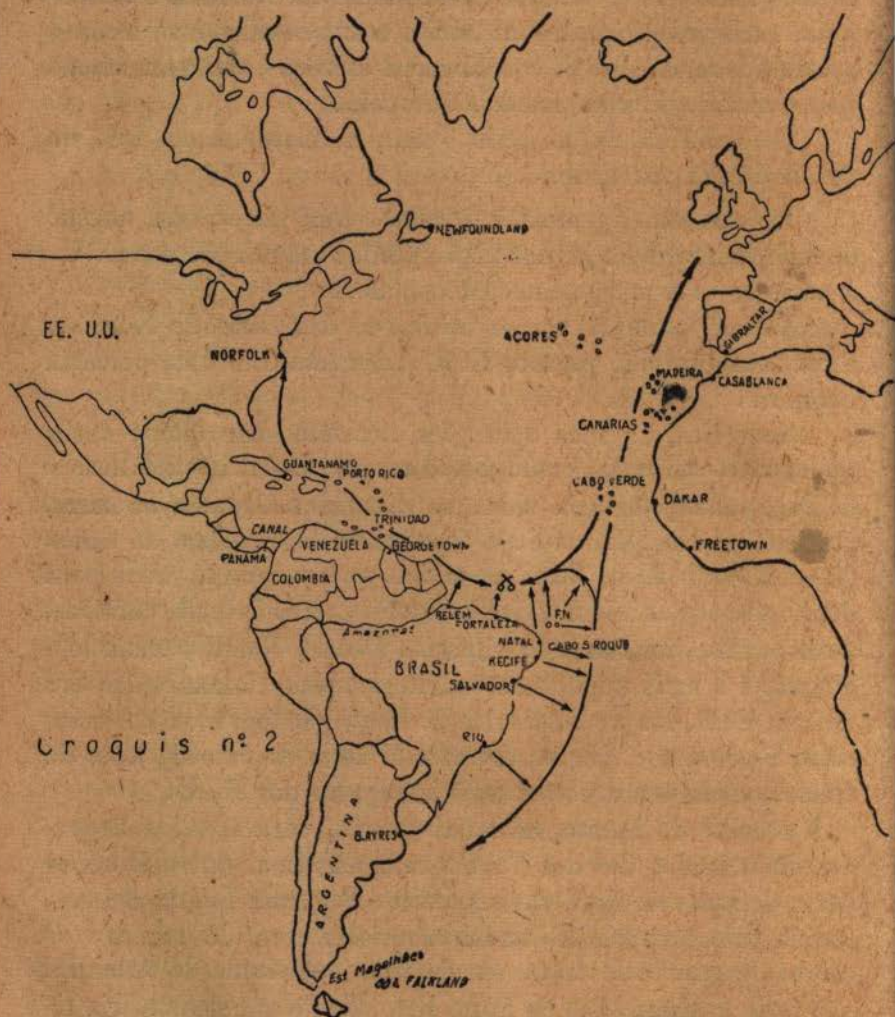 NEWFOUNDLAND
EE. U.U.
NORFOLK
AÇORES
GIBRALTAR
MADEIRA
CASABLANCA
CANARIAS
GUANTANAMO
PORTO RICO
CABO VERDE
DAKAR
TRINIDAD
CANAL
PANAMA
VENEZUELA
GEORGETOWN
FREETOWN
COLOMBIA
BELEM
FORTALEZA
F.N
Amazonas
NATAL
CABO S. ROQUE
RECIFE
BRASIL
SALVADOR
Croquis nº 2
RIO
B.AYRES
ARGENTINA
Est Magalhães
FALKLAND